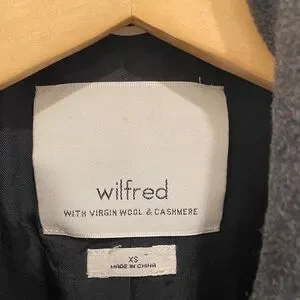 wilfred
WITH VIRGIN WOOL & CASHMERE
XS
MADE IN CHINA